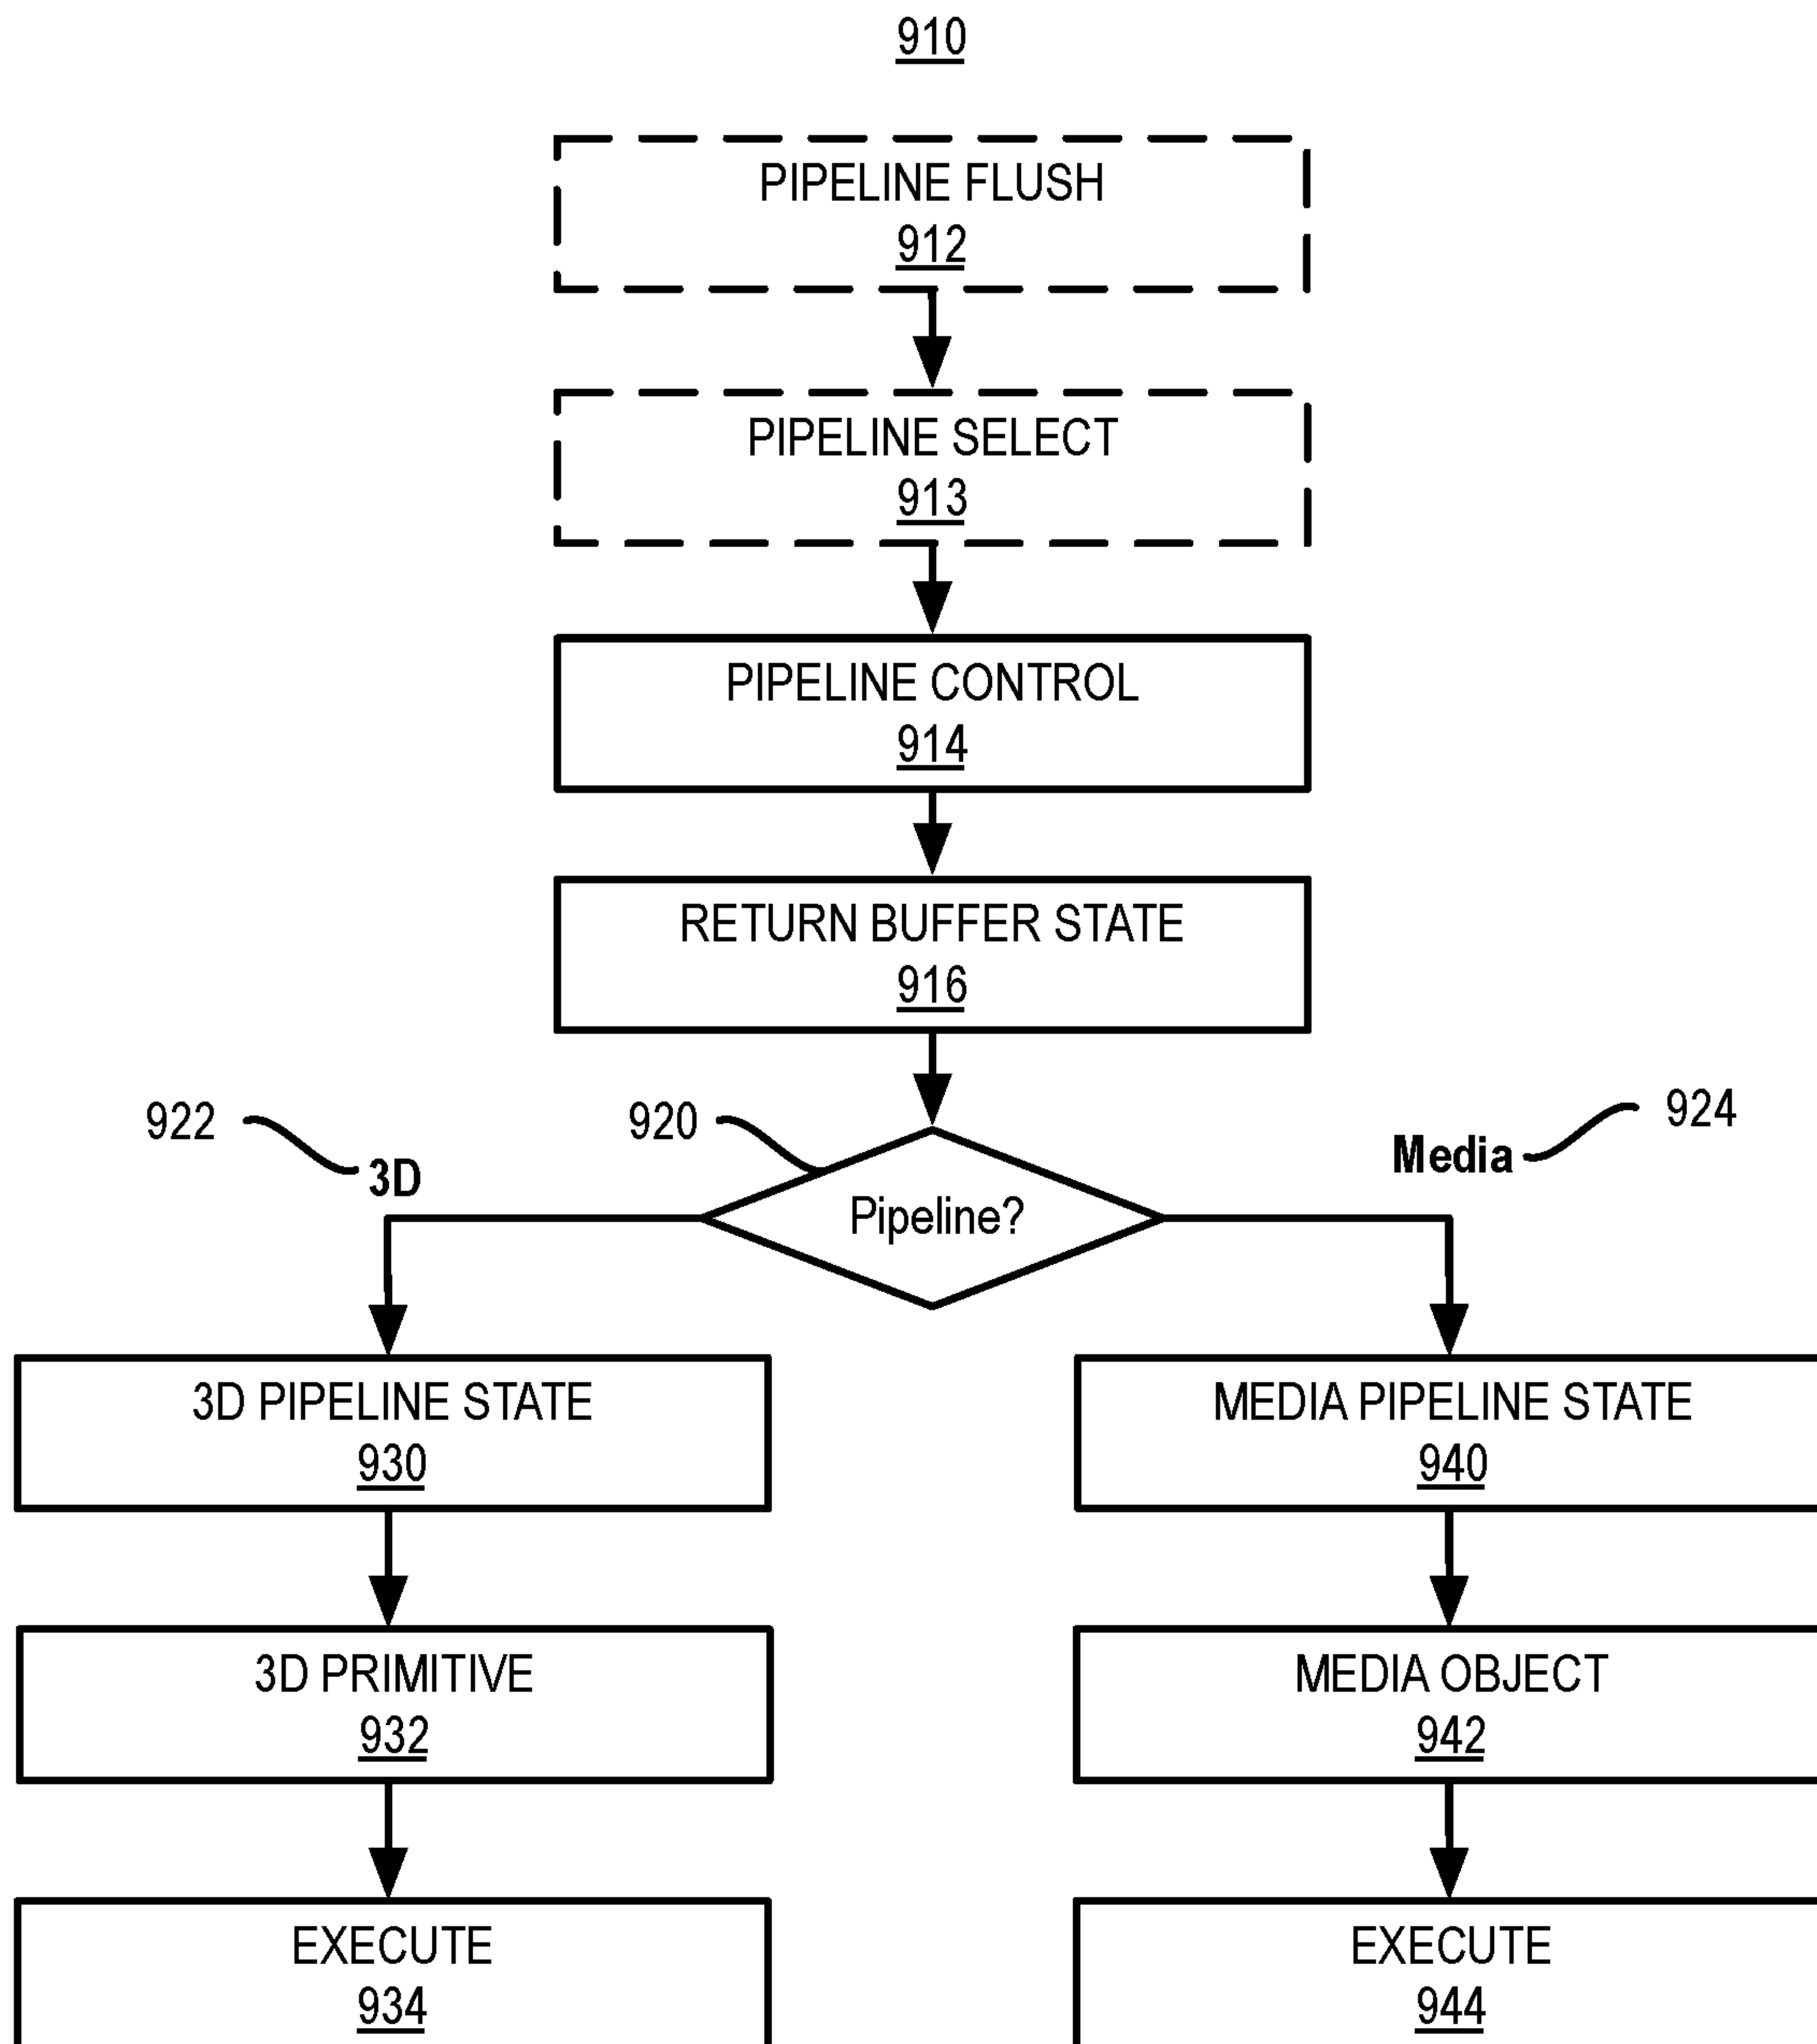 910
PIPELINE FLUSH
912
PIPELINE SELECT
913
PIPELINE CONTROL
914
RETURN BUFFER STATE
916
922
920
924
3D
Media
Pipeline?
3D PIPELINE STATE
930
MEDIA PIPELINE STATE
940
3D PRIMITIVE
932
MEDIA OBJECT
942
EXECUTE
934
EXECUTE
944